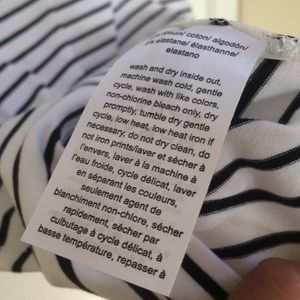 coton/ coton/ algodón/
elastane/ élasthanne/
elastano
wash and dry inside out,
machine wash cold, gentle
cycle, wash with like colors,
non-chlorine bleach only, dry
promptly, tumble dry gentle
cycle, low heat, low heat iron if
necessary, do not dry clean, do
not iron prints/laver et sécher à
l'envers, laver à la machine à
l'eau froide, cycle délicat, laver
en séparant les couleurs,
seulement agent de
blanchiment non-chlore, sécher
rapidement, sécher par
culbutage à cycle délicat, à
basse température, repasser à